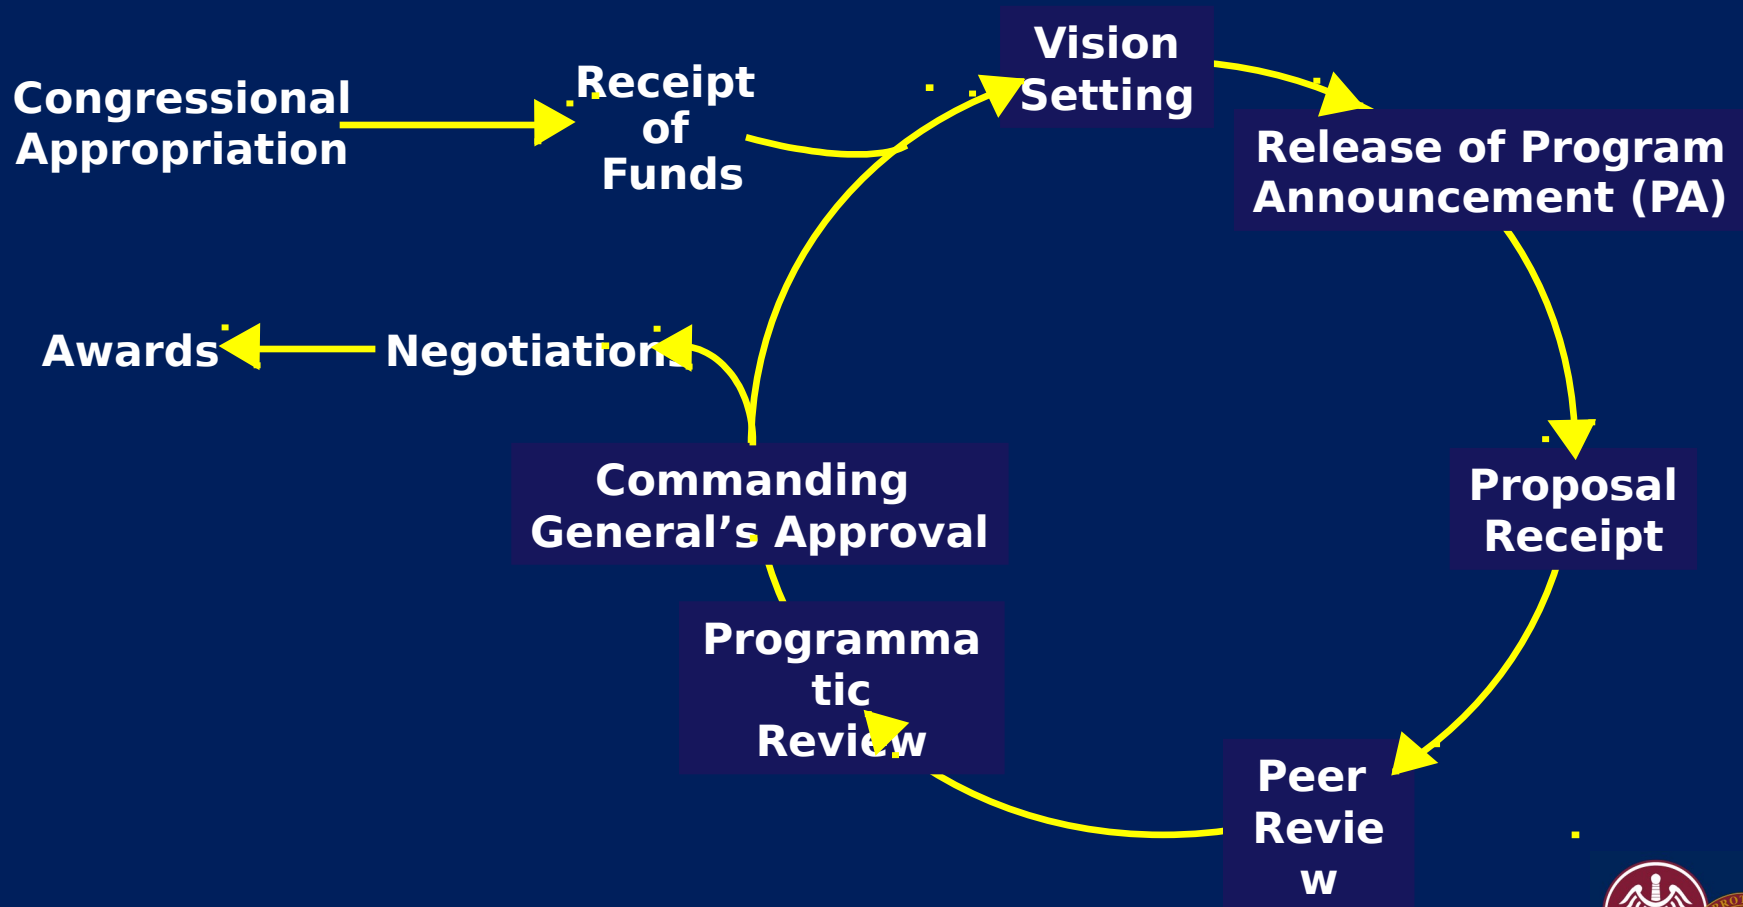 Congressional
Appropriation
Receipt
of
Funds
Vision
Setting
Release of Program
Announcement (PA)
Awards
Negotiations
Commanding
General’s Approval
Proposal
Receipt
Programma
tic
Review
Peer
Revie
w